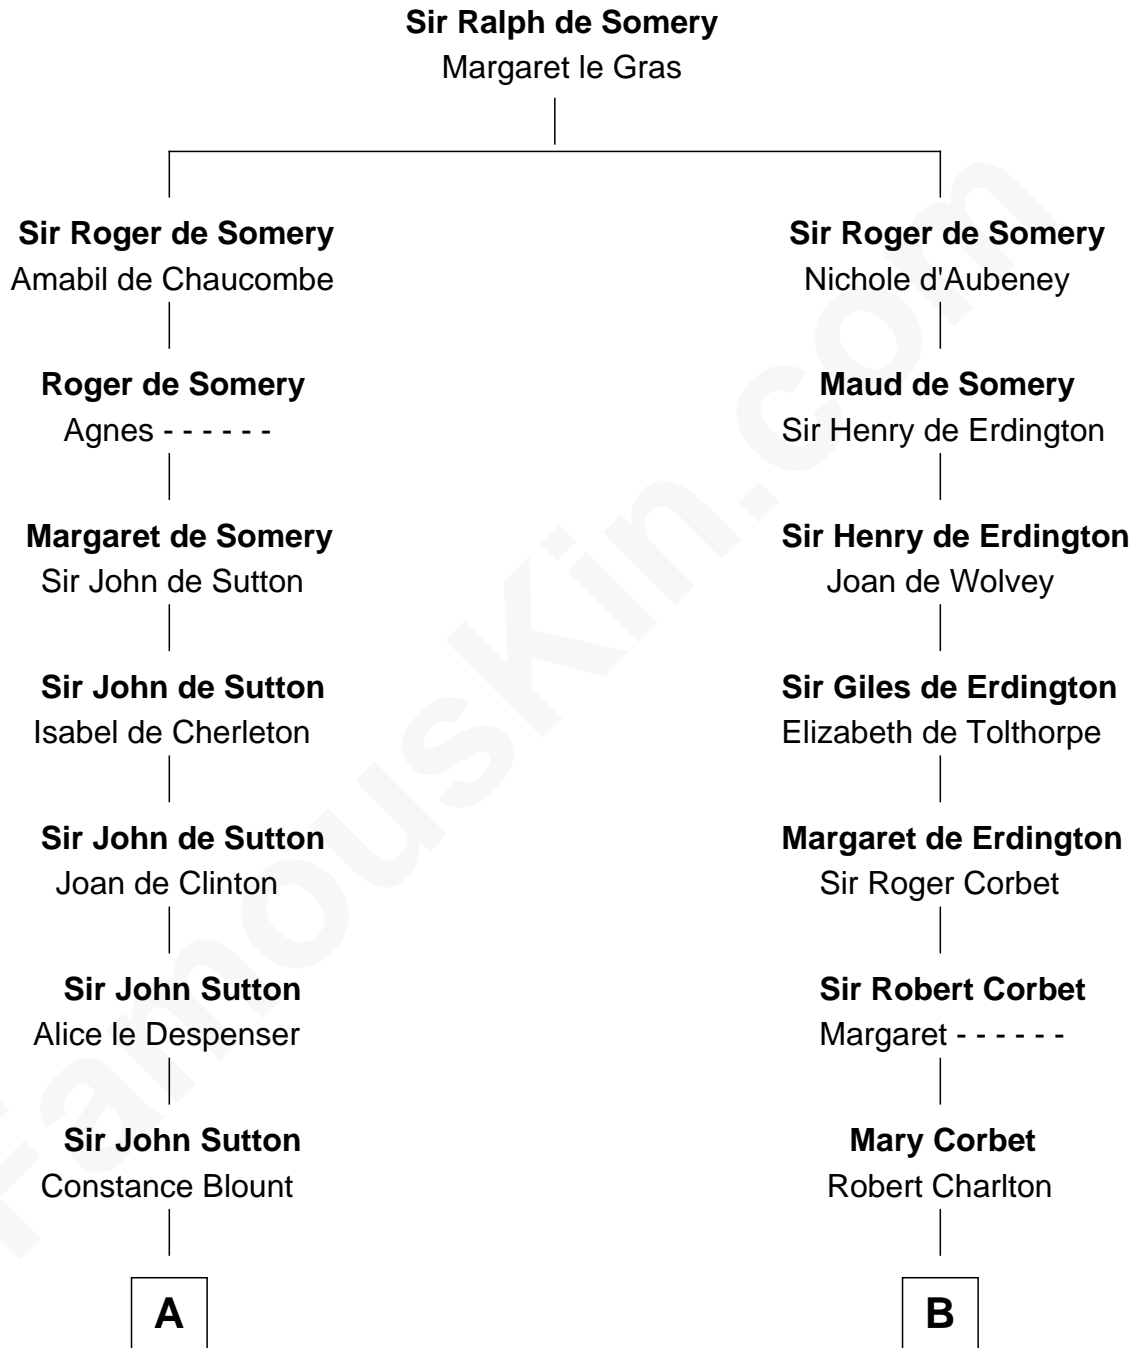 Sir Ralph de Somery
Margaret le Gras
Sir Roger de Somery
Amabil de Chaucombe
Sir Roger de Somery
Nichole d'Aubeney
Roger de Somery
Agnes - - - - - -
Maud de Somery
Sir Henry de Erdington
Margaret de Somery
Sir John de Sutton
Sir Henry de Erdington
Joan de Wolvey
Sir John de Sutton
Isabel de Cherleton
Sir Giles de Erdington
Elizabeth de Tolthorpe
Sir John de Sutton
Joan de Clinton
Margaret de Erdington
Sir Roger Corbet
Sir John Sutton
Alice le Despenser
Sir Robert Corbet
Margaret - - - - - -
Sir John Sutton
Constance Blount
Mary Corbet
Robert Charlton
A
B
FamousKin.com